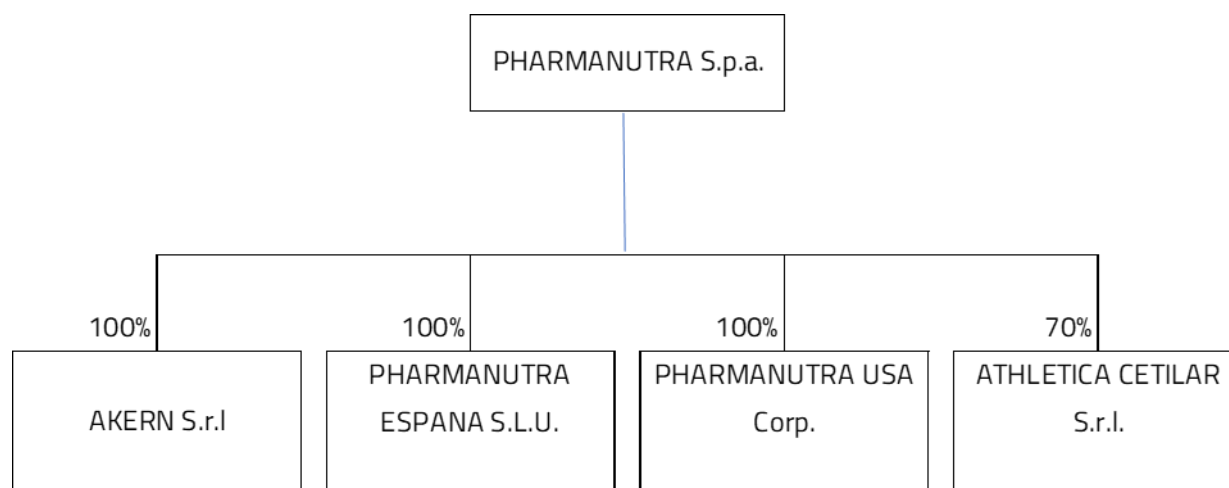 PHARMANUTRA S.p.a.
100%
100%
100%
70%
AKERN S.r.l
PHARMANUTRA
ESPANA S.L.U.
PHARMANUTRA USA
Corp.
ATHLETICA CETILAR
S.r.l.